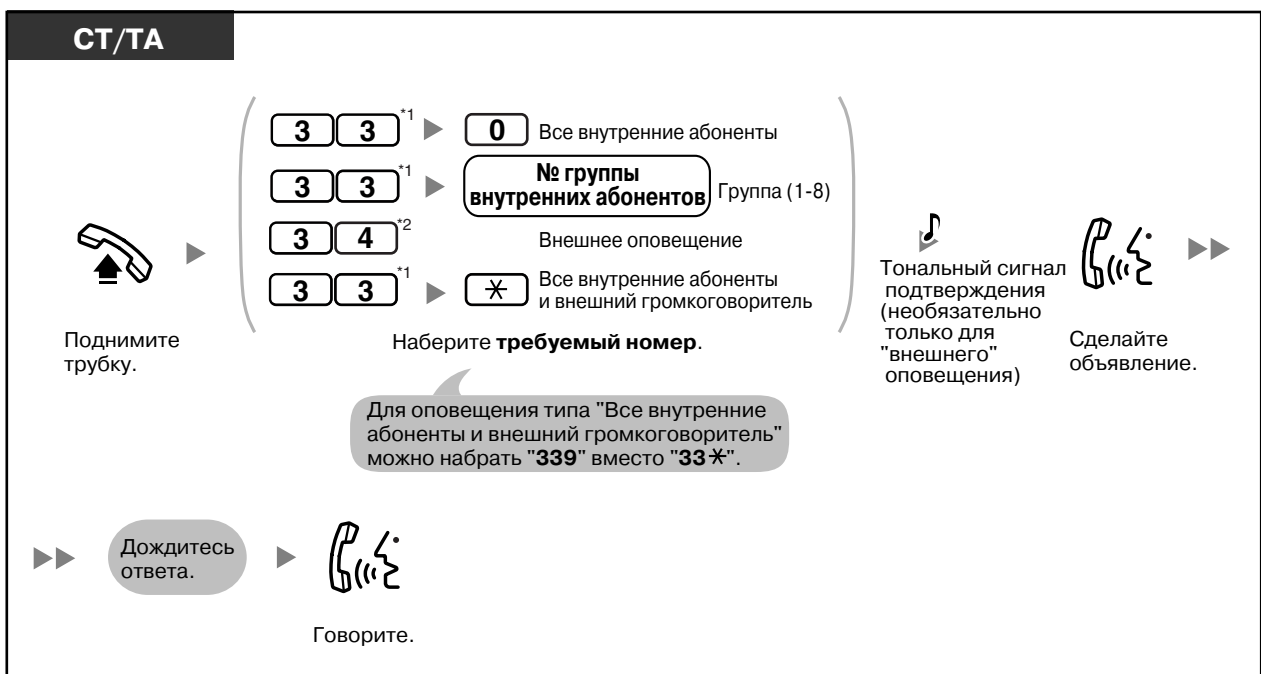 СТ/ТА
3 3 *1 0 Все внутренние абоненты
3 3 *1 № группы
внутренних абонентов Группа (1-8)
3 4 *2 Внешнее оповещение
3 3 *1 * Все внутренние абоненты
и внешний громкоговоритель
Поднимите
трубку.
Наберите требуемый номер.
Тональный сигнал
подтверждения
(необязательно
только для
"внешнего"
оповещения)
Сделайте
объявление.
Для оповещения типа "Все внутренние
абоненты и внешний громкоговоритель"
можно набрать "339" вместо "33*".
Дождитесь
ответа.
Говорите.